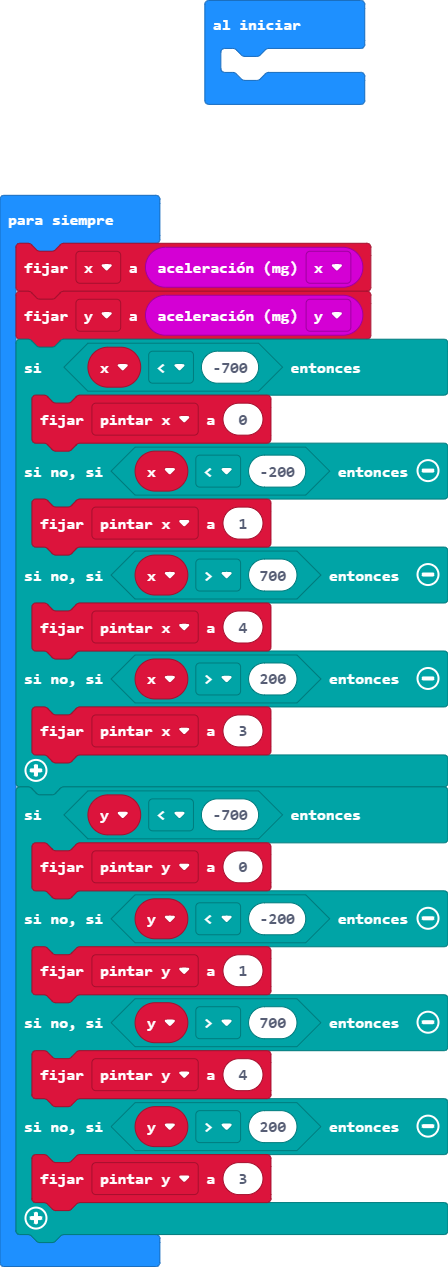 al iniciar
para siempre
fijar x a aceleración (mg) x
fijar y a aceleración (mg) y
si x < -700 entonces
fijar pintar x a 0
si no, si x < -200 entonces
fijar pintar x a 1
si no, si x > 700 entonces
fijar pintar x a 4
si no, si x > 200 entonces
fijar pintar x a 3
si y < -700 entonces
fijar pintar y a 0
si no, si y < -200 entonces
fijar pintar y a 1
si no, si y > 700 entonces
fijar pintar y a 4
si no, si y > 200 entonces
fijar pintar y a 3